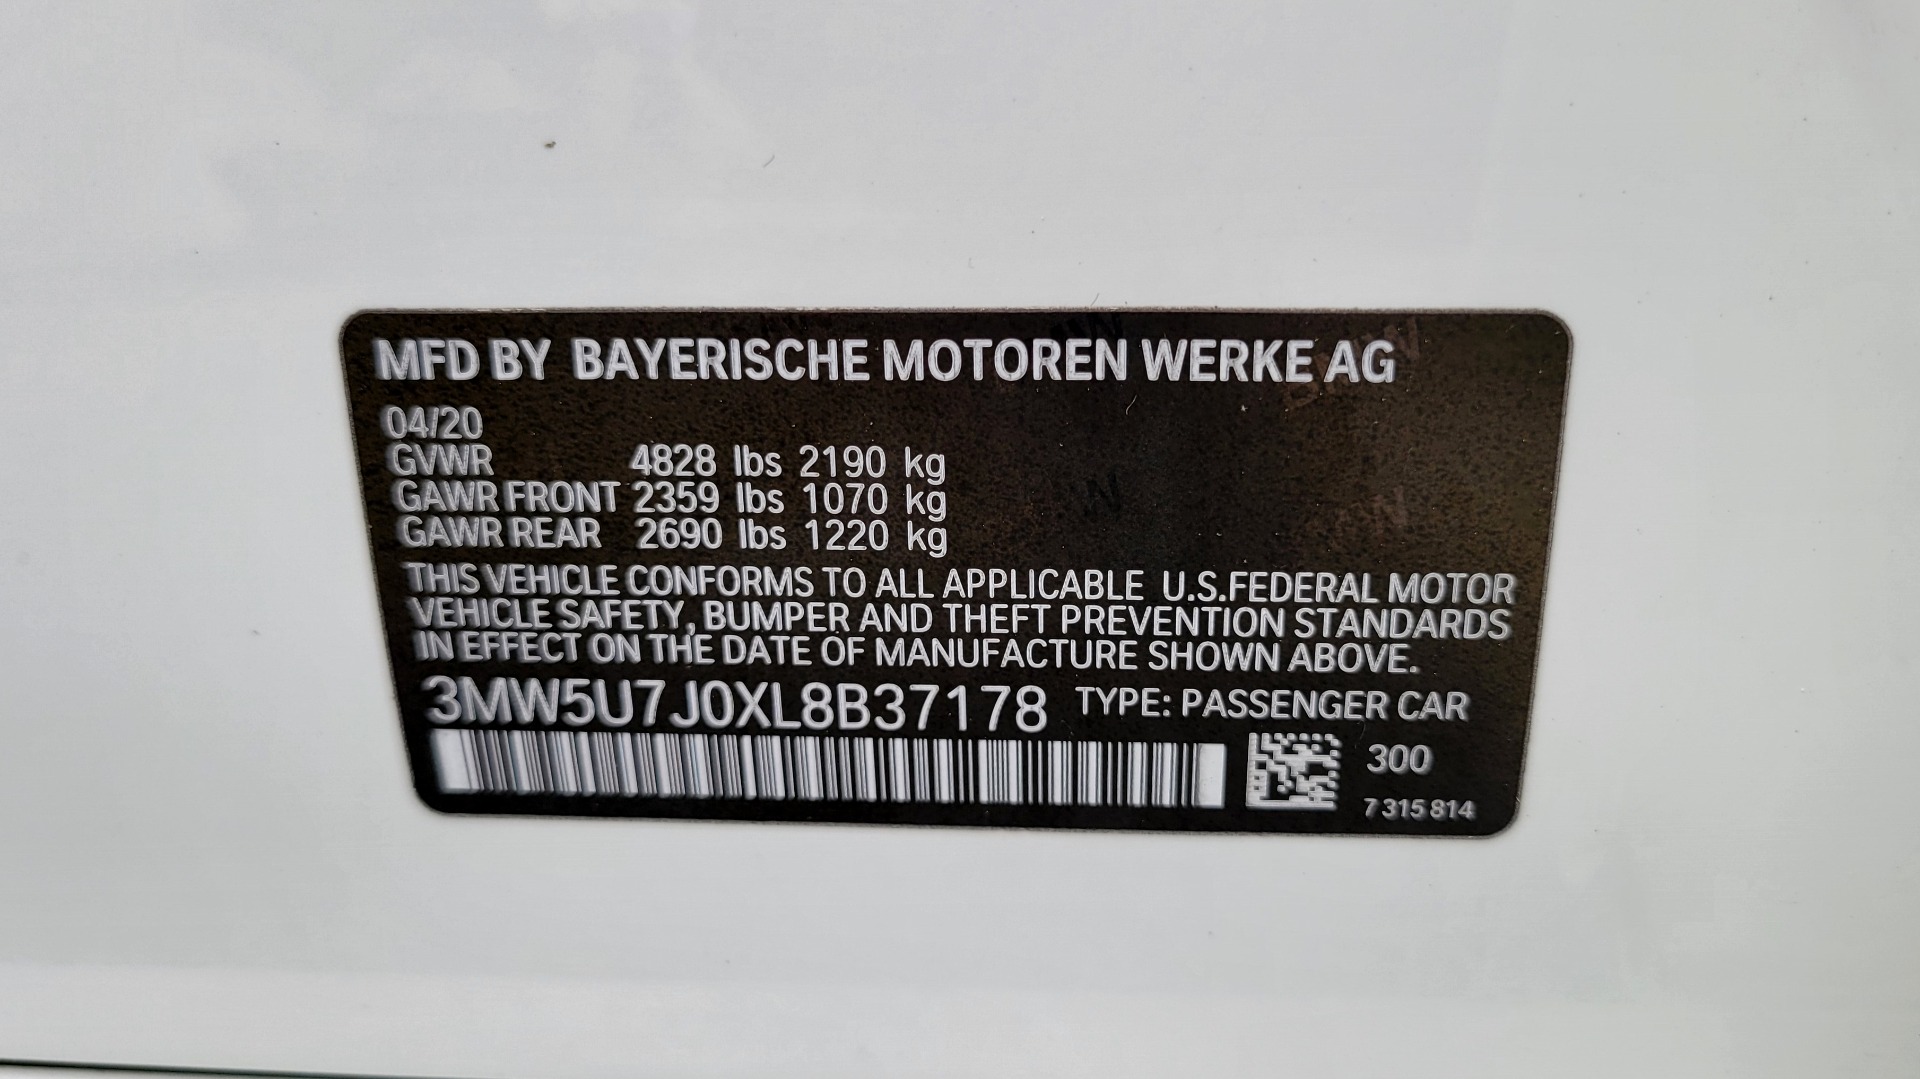 MFD BY BAYERISCHE MOTOREN WERKE AG
04/20
GVWR 4828 lbs 2190 kg
GAWR FRONT 2359 lbs 1070 kg
GAWR REAR 2690 lbs 1220 kg
THIS VEHICLE CONFORMS TO ALL APPLICABLE U.S.FEDERAL MOTOR
VEHICLE SAFETY, BUMPER AND THEFT PREVENTION STANDARDS
IN EFFECT ON THE DATE OF MANUFACTURE SHOWN ABOVE.
3MW5U7J0XL8B37178 TYPE: PASSENGER CAR
300
7 315 814